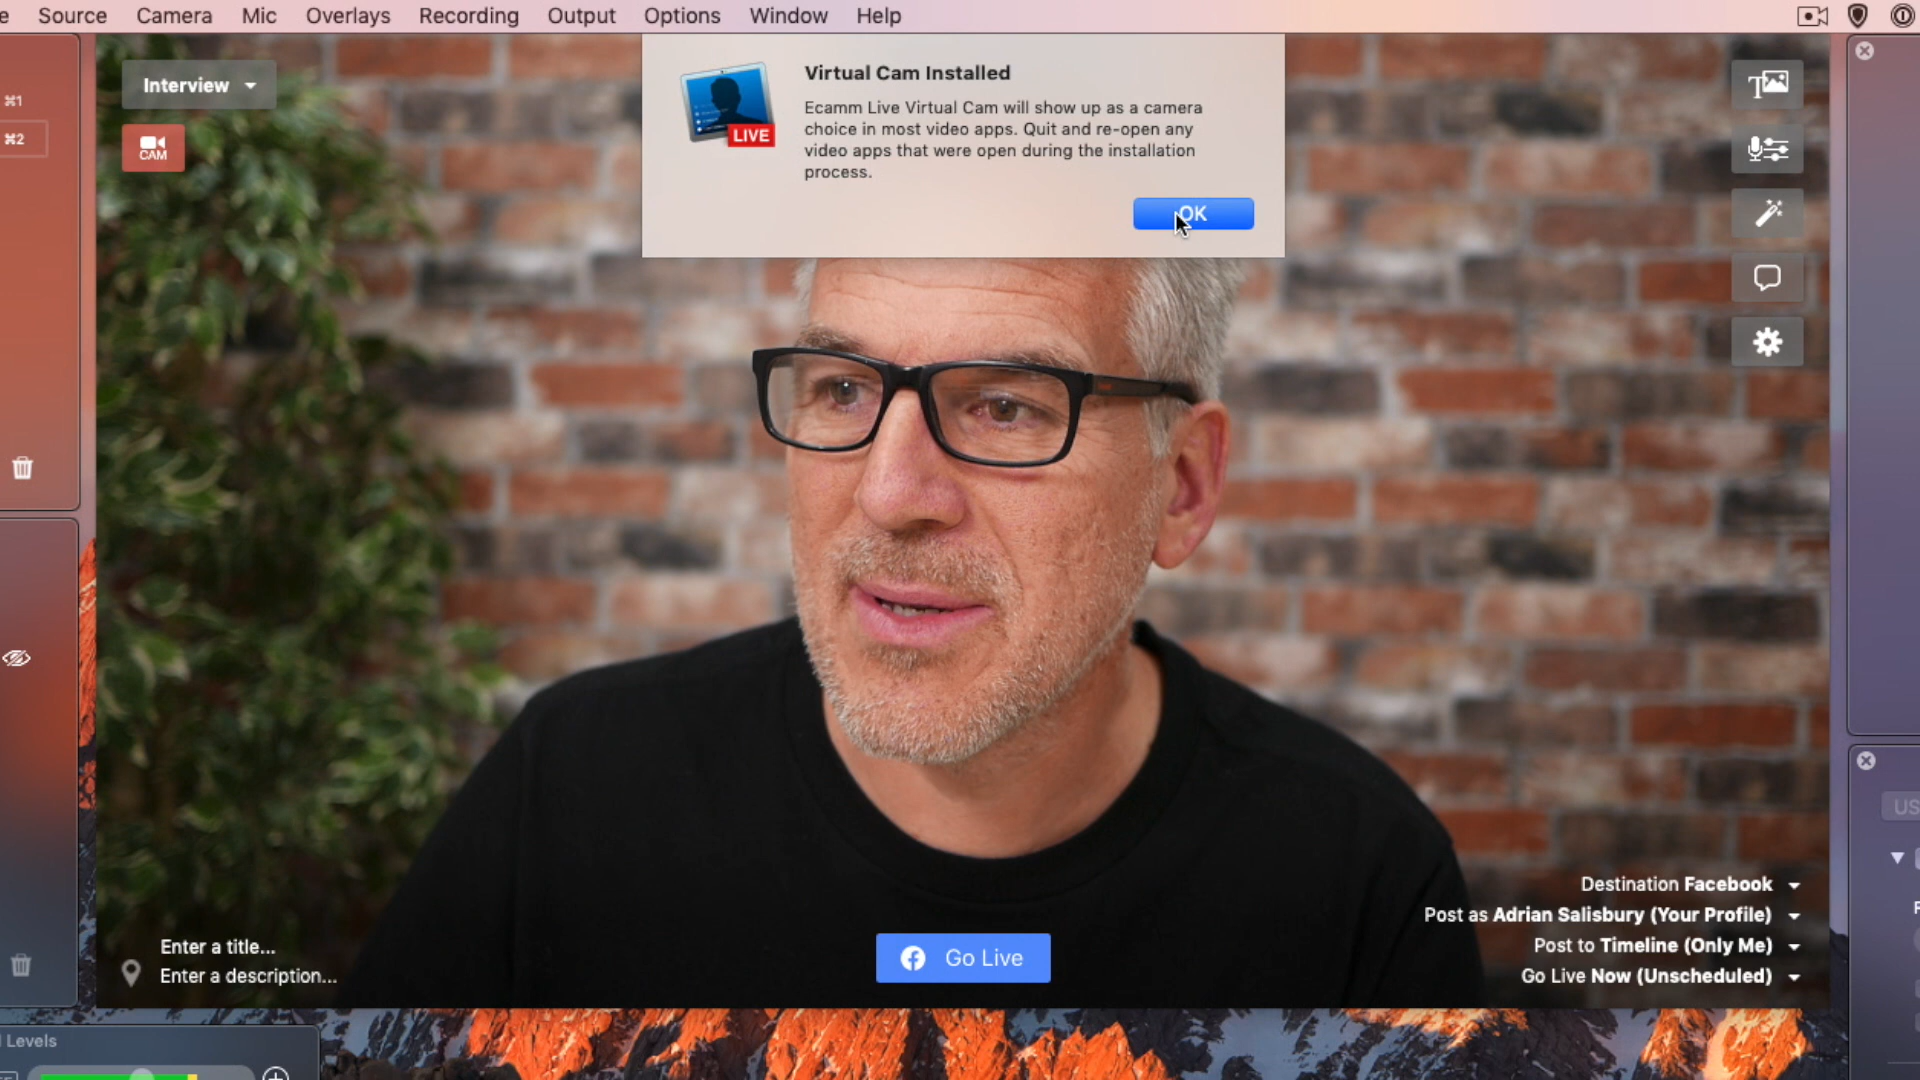 Source Camera Mic Overlays Recording Output Options Window Help
⌘1
⌘2
Interview
CAM
LIVE
Virtual Cam Installed
Ecamm Live Virtual Cam will show up as a camera
choice in most video apps. Quit and re-open any
video apps that were open during the installation
process.
OK
Destination Facebook
Post as Adrian Salisbury (Your Profile)
Post to Timeline (Only Me)
Go Live Now (Unscheduled)
Enter a title...
Enter a description...
Go Live
US
Levels